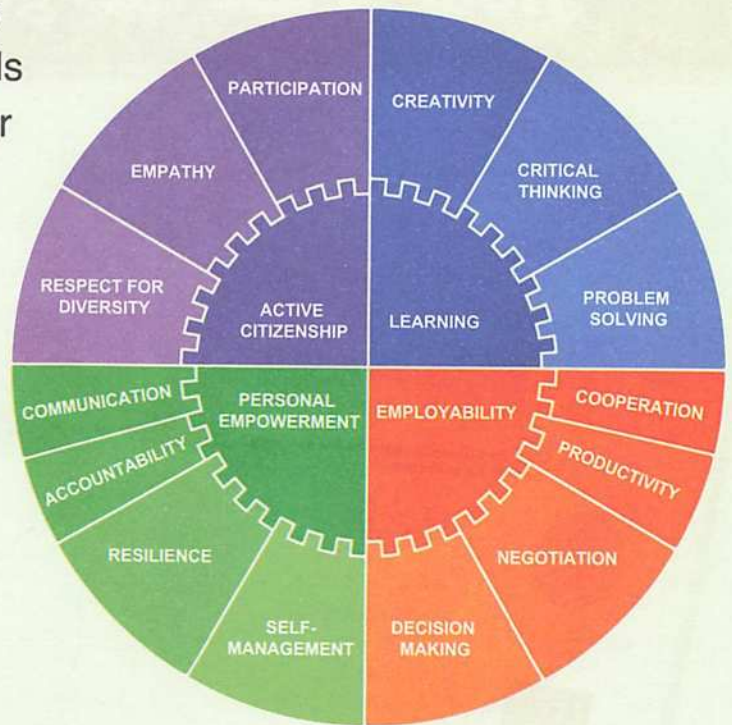 PARTICIPATION
CREATIVITY
EMPATHY
CRITICAL
THINKING
RESPECT FOR
DIVERSITY
ACTIVE
CITIZENSHIP
LEARNING
PROBLEM
SOLVING
COMMUNICATION
PERSONAL
EMPOWERMENT
EMPLOYABILITY
COOPERATION
ACCOUNTABILITY
PRODUCTIVITY
RESILIENCE
NEGOTIATION
SELF-
MANAGEMENT
DECISION
MAKING